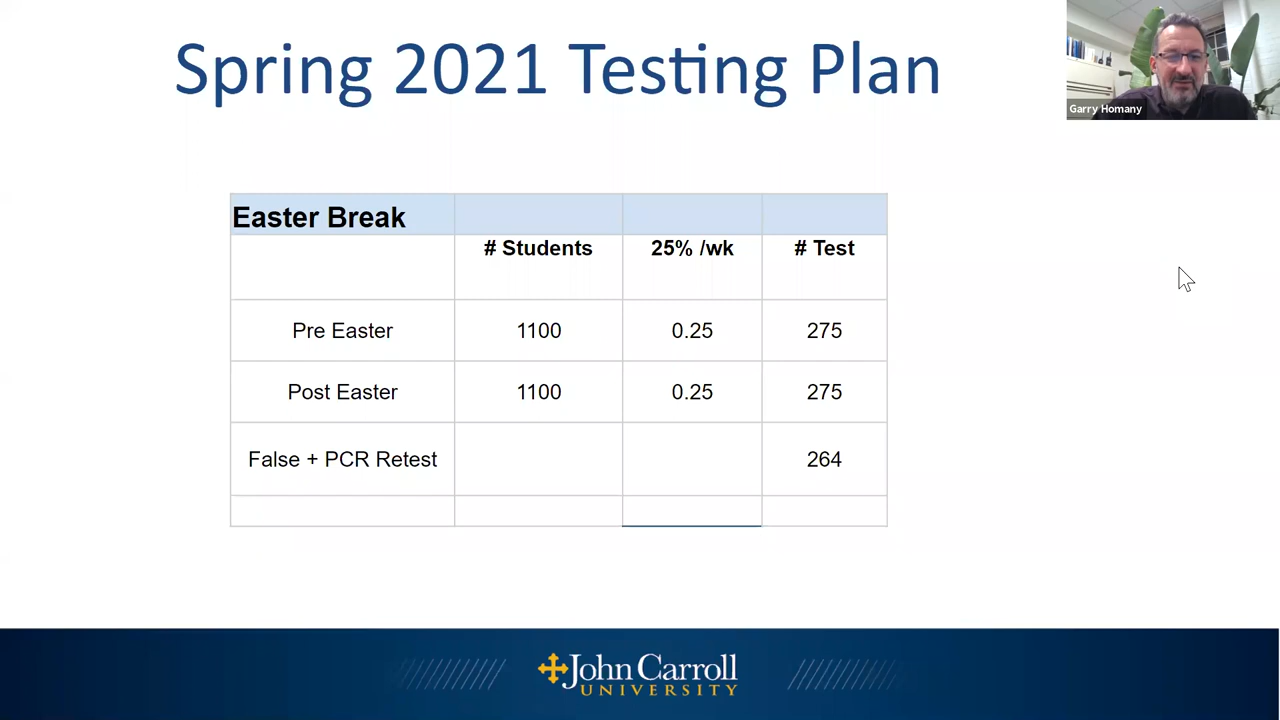 Spring 2021 Testing Plan
Garry Homany
Easter Break
# Students 25% /wk # Test
Pre Easter 1100 0.25 275
Post Easter 1100 0.25 275
False + PCR Retest 264
John Carroll
UNIVERSITY